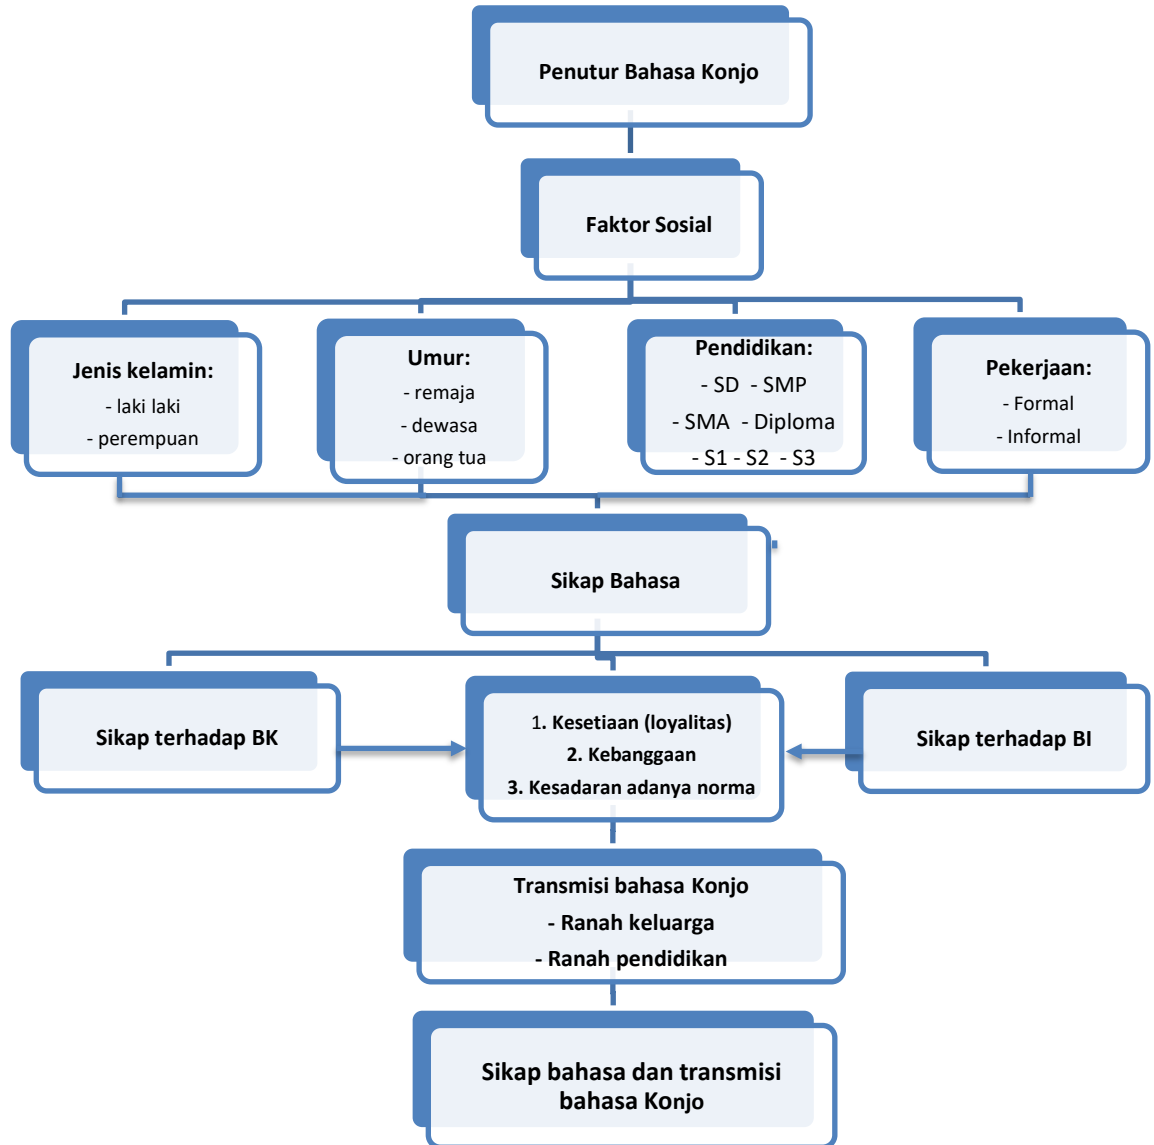 Penutur Bahasa Konjo
Faktor Sosial
Jenis kelamin:
- laki laki
- perempuan
Umur:
- remaja
- dewasa
- orang tua
Pendidikan:
- SD - SMP
- SMA - Diploma
- S1 - S2 - S3
Pekerjaan:
- Formal
- Informal
Sikap Bahasa
Sikap terhadap BK
1. Kesetiaan (loyalitas)
2. Kebanggaan
3. Kesadaran adanya norma
Sikap terhadap BI
Transmisi bahasa Konjo
- Ranah keluarga
- Ranah pendidikan
Sikap bahasa dan transmisi
bahasa Konjo